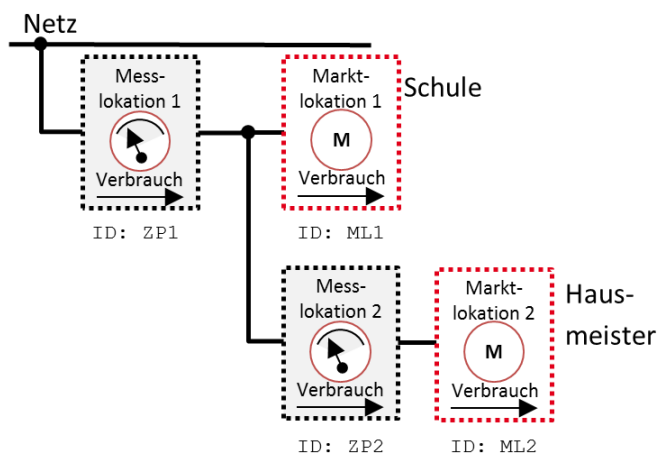 Netz
Mess-
lokation 1
Verbrauch
ID: ZP1
Markt-
lokation 1
M
Verbrauch
ID: ML1
Schule
Mess-
lokation 2
Verbrauch
ID: ZP2
Markt-
lokation 2
M
Verbrauch
ID: ML2
Haus-
meister